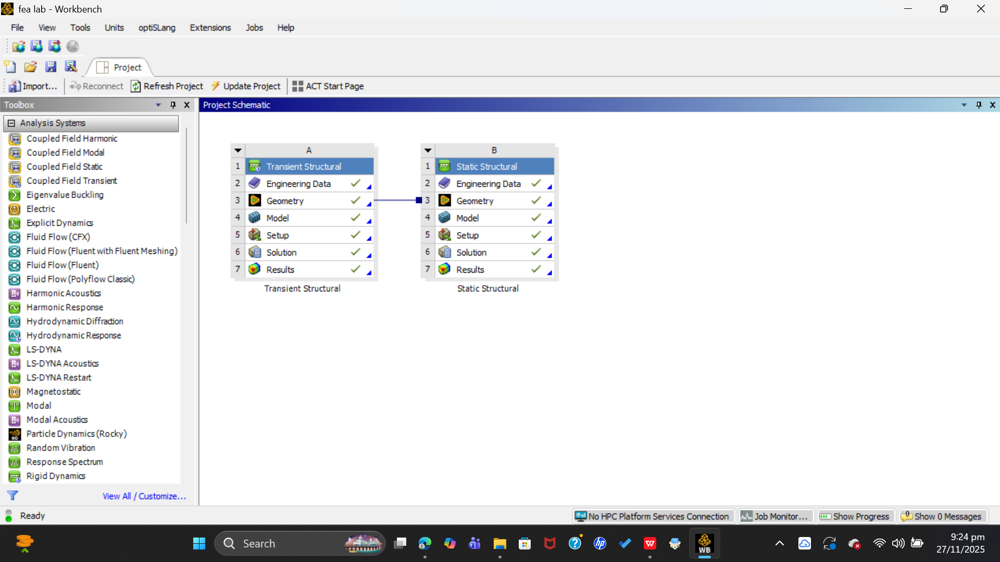 fea lab - Workbench
File View Tools Units optiSLang Extensions Jobs Help
Project
Import... Reconnect Refresh Project Update Project ACT Start Page
Toolbox
Analysis Systems
Coupled Field Harmonic
Coupled Field Modal
Coupled Field Static
Coupled Field Transient
Eigenvalue Buckling
Electric
Explicit Dynamics
Fluid Flow (CFX)
Fluid Flow (Fluent with Fluent Meshing)
Fluid Flow (Fluent)
Fluid Flow (Polyflow Classic)
Harmonic Acoustics
Harmonic Response
Hydrodynamic Diffraction
Hydrodynamic Response
LS-DYNA
LS-DYNA Acoustics
LS-DYNA Restart
Magnetostatic
Modal
Modal Acoustics
Particle Dynamics (Rocky)
Random Vibration
Response Spectrum
Rigid Dynamics
View All / Customize...
Project Schematic
A
1 Transient Structural
2 Engineering Data
3 Geometry
4 Model
5 Setup
6 Solution
7 Results
Transient Structural
B
1 Static Structural
2 Engineering Data
3 Geometry
4 Model
5 Setup
6 Solution
7 Results
Static Structural
Ready
No HPC Platform Services Connection Job Monitor... Show Progress 0 Show 0 Messages
Search
WB
9:24 pm
27/11/2025